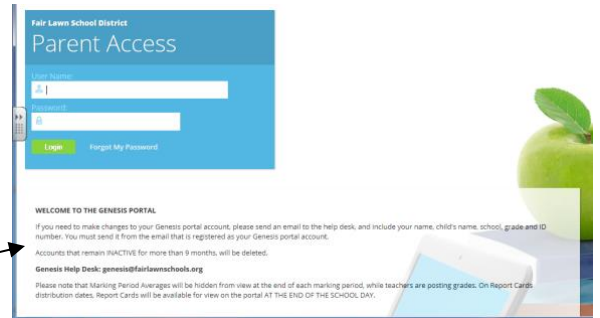 Fair Lawn School District
Parent Access
User Name:
Password:
Login Forgot My Password
WELCOME TO THE GENESIS PORTAL
If you need to make changes to your Genesis portal account, please send an email to the help desk, and include your name, child's name, school, grade and ID
number. You must send it from the email that is registered as your Genesis portal account.
Accounts that remain INACTIVE for more than 9 months, will be deleted.
Genesis Help Desk: genesis@fairlawnschools.org
Please note that Marking Period Averages will be hidden from view at the end of each marking period, while teachers are posting grades. On Report Cards
distribution dates, Report Cards will be available for view on the portal AT THE END OF THE SCHOOL DAY.